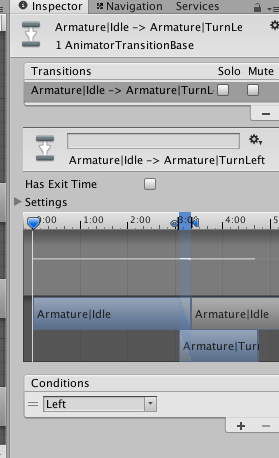 Inspector Navigation Services
Armature|Idle -> Armature|TurnLe
1 AnimatorTransitionBase
Transitions Solo Mute
Armature|Idle -> Armature|TurnL
Armature|Idle -> Armature|TurnLeft
Has Exit Time
Settings
0:00 1:00 2:00 4:00
Armature|Idle Armature|Idle
Armature|Turn
Conditions
Left